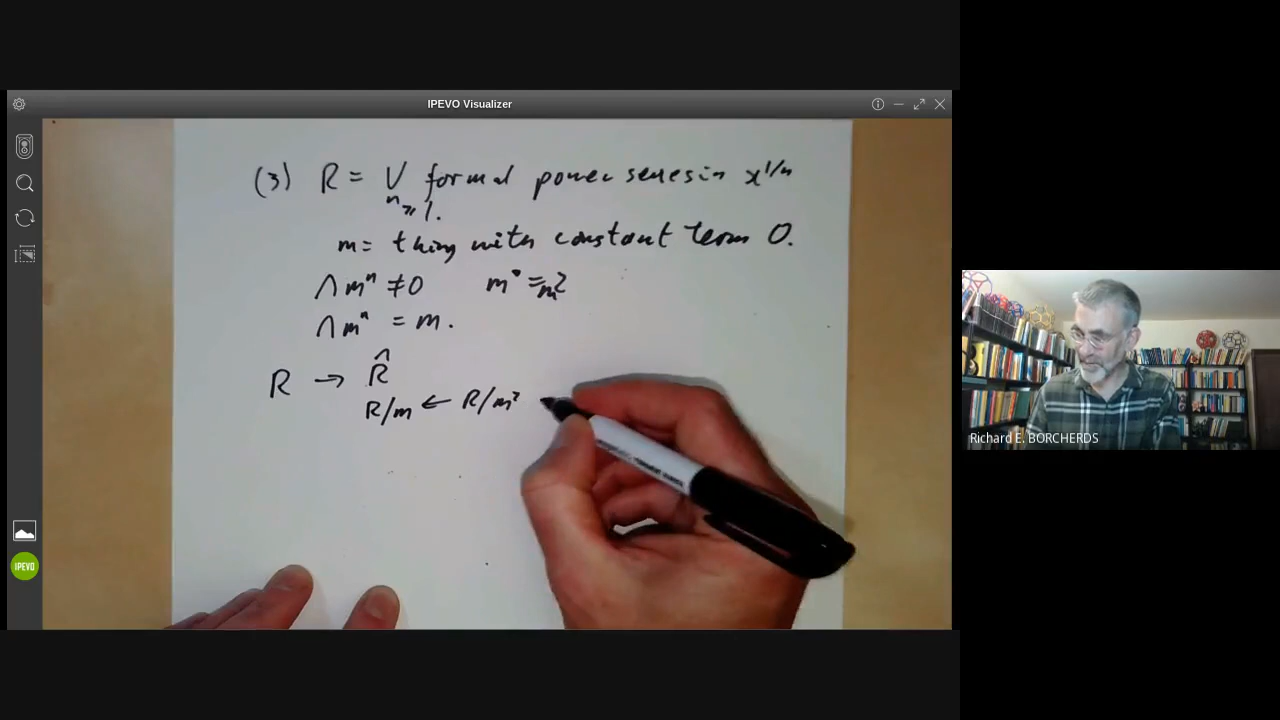 IPEVO Visualizer
(3) R = ∪ formal power series in x^1/n
n≥1.
m = thing with constant term 0.
∩ m^n ≠ 0 m = m^2
∩ m^n = m.
R → R̂
R/m ← R/m^2
Richard E. BORCHERDS
IPEVO